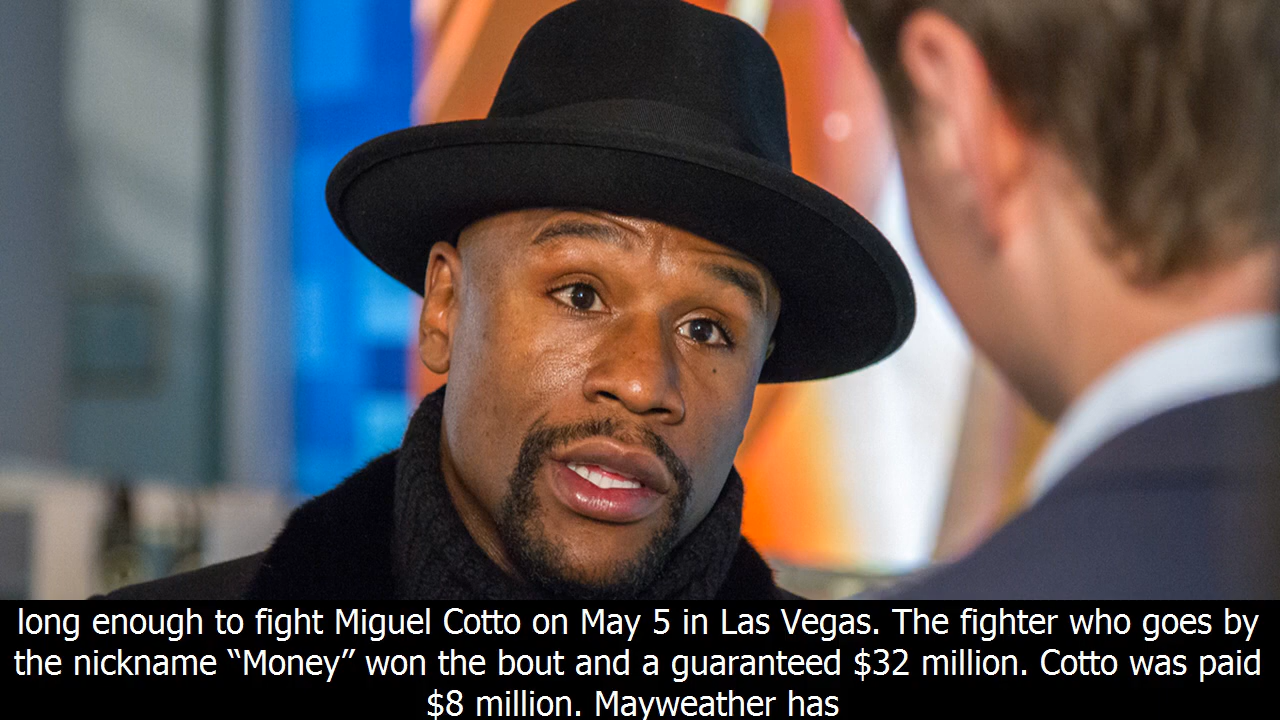 long enough to fight Miguel Cotto on May 5 in Las Vegas. The fighter who goes by
the nickname “Money” won the bout and a guaranteed $32 million. Cotto was paid
$8 million. Mayweather has